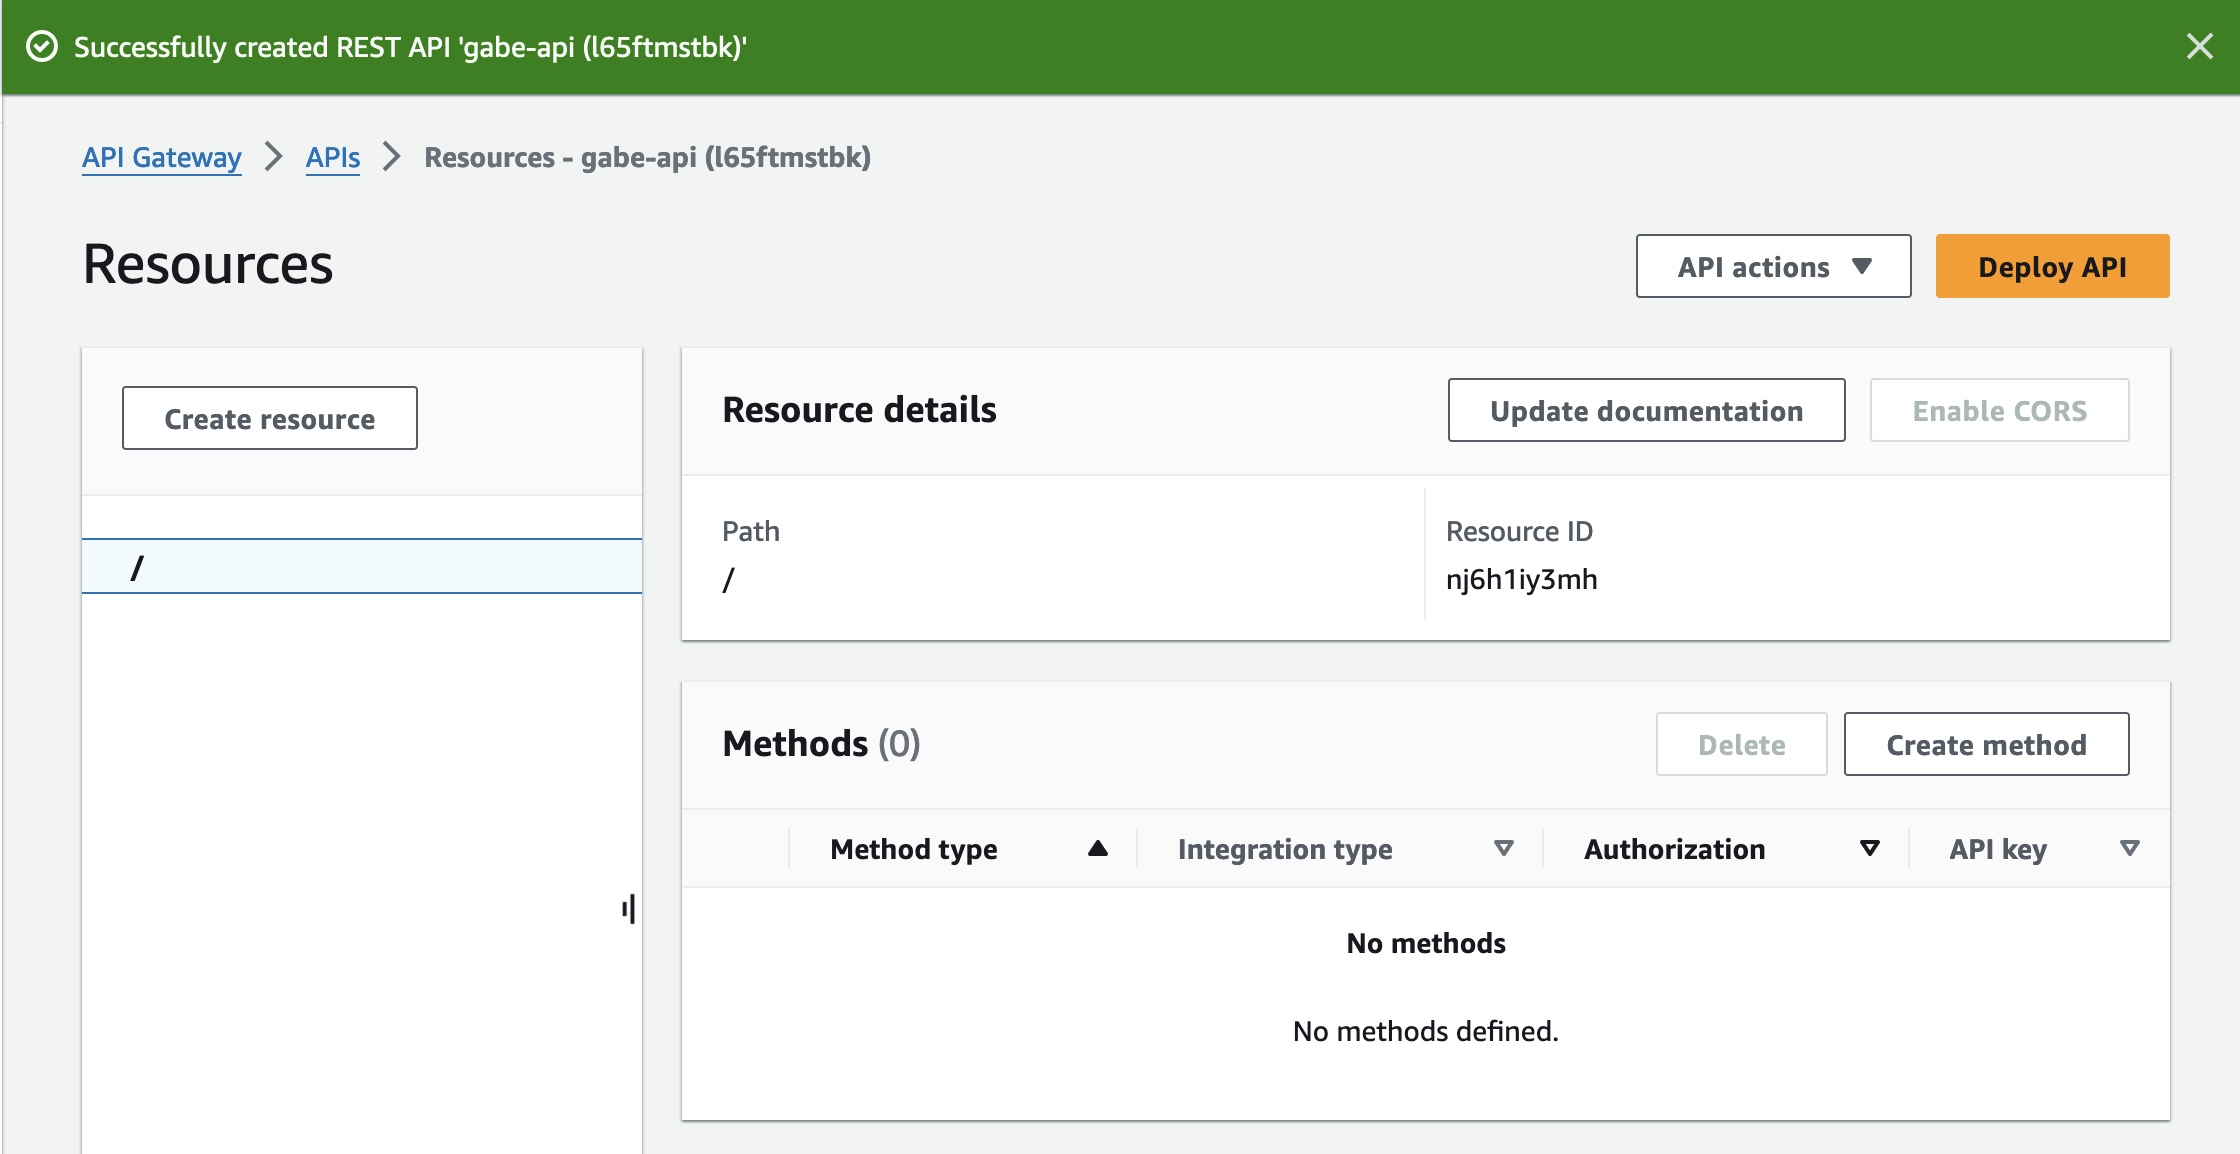 Successfully created REST API 'gabe-api (l65ftmstbk)'
API Gateway > APIs > Resources - gabe-api (l65ftmstbk)
Resources
API actions
Deploy API
Create resource
/
Resource details
Update documentation
Enable CORS
Path
/
Resource ID
nj6h1iy3mh
Methods (0)
Delete
Create method
Method type
Integration type
Authorization
API key
No methods
No methods defined.